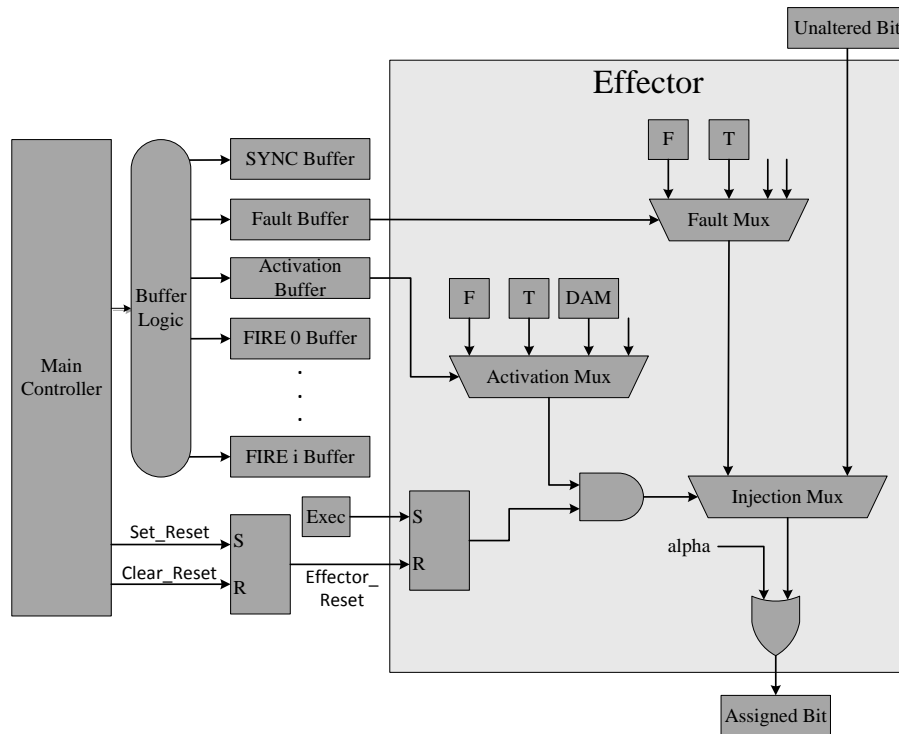 Unaltered Bit
Effector
SYNC Buffer
F
T
Fault Buffer
Fault Mux
Activation
Buffer
Buffer
Logic
F
T
DAM
FIRE 0 Buffer
Main
Controller
Activation Mux
.
.
.
FIRE i Buffer
Injection Mux
Exec
S
R
Set_Reset
S
Clear_Reset
R
Effector_
Reset
alpha
Assigned Bit